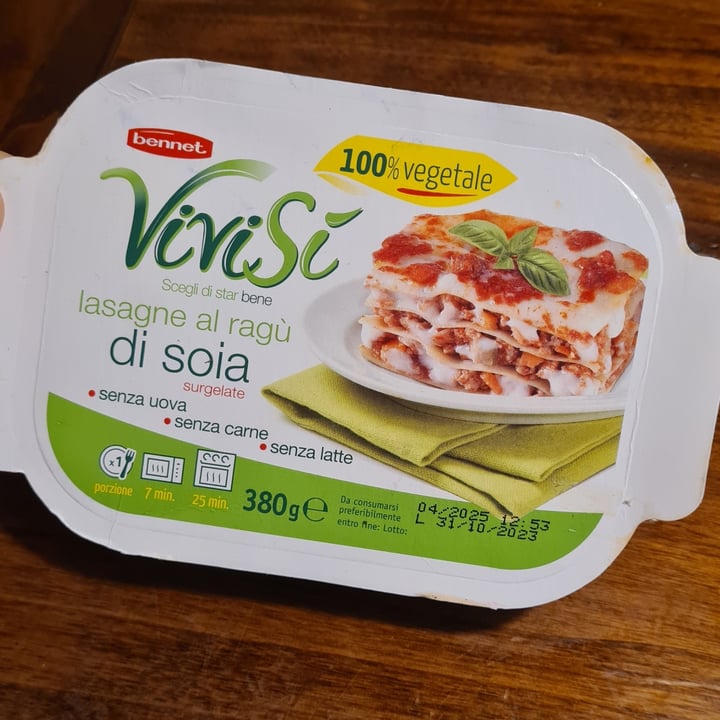 bennet
100% vegetale
ViviSì
Scegli di star bene
lasagne al ragù
di soia
surgelate
• senza uova
• senza carne
• senza latte
x1
porzione
7 min.
25 min.
380g e
Da consumarsi
preferibilmente
entro fine: Lotto:
04/2025 12:53
L 31/10/2023